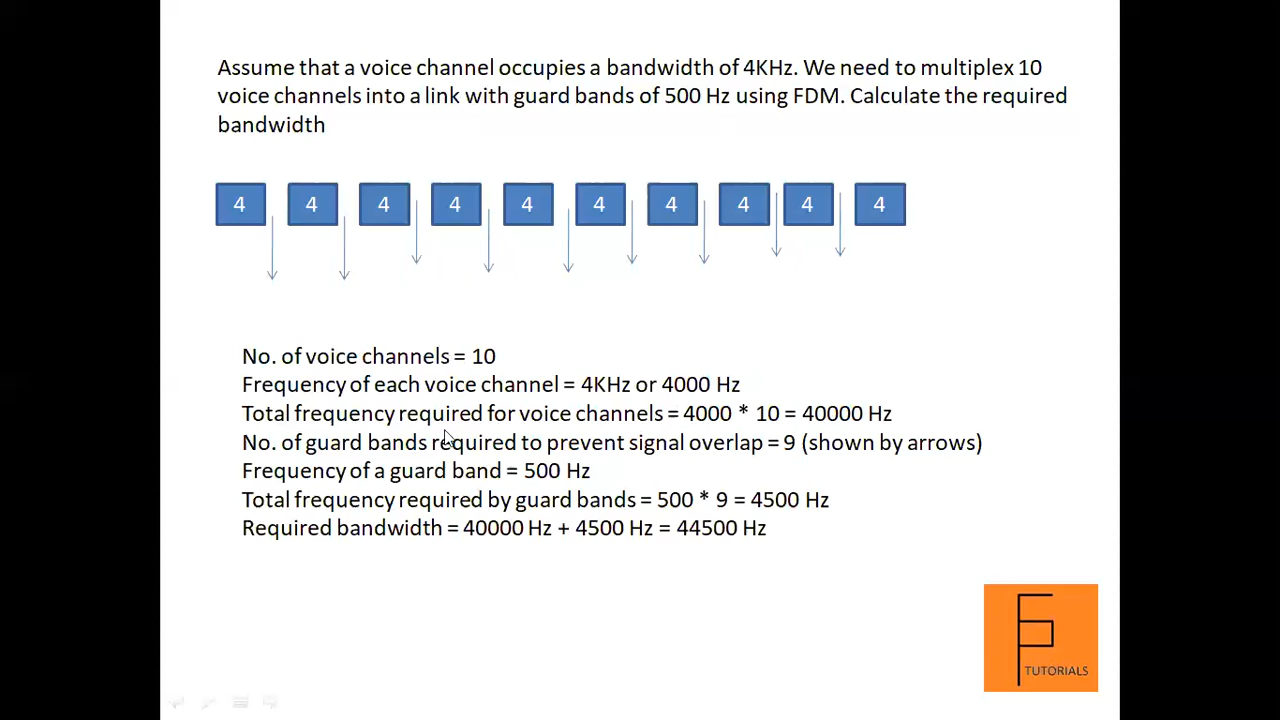 Assume that a voice channel occupies a bandwidth of 4KHz. We need to multiplex 10
voice channels into a link with guard bands of 500 Hz using FDM. Calculate the required
bandwidth
4 4 4 4 4 4 4 4 4 4
No. of voice channels = 10
Frequency of each voice channel = 4KHz or 4000 Hz
Total frequency required for voice channels = 4000 * 10 = 40000 Hz
No. of guard bands required to prevent signal overlap = 9 (shown by arrows)
Frequency of a guard band = 500 Hz
Total frequency required by guard bands = 500 * 9 = 4500 Hz
Required bandwidth = 40000 Hz + 4500 Hz = 44500 Hz
TUTORIALS